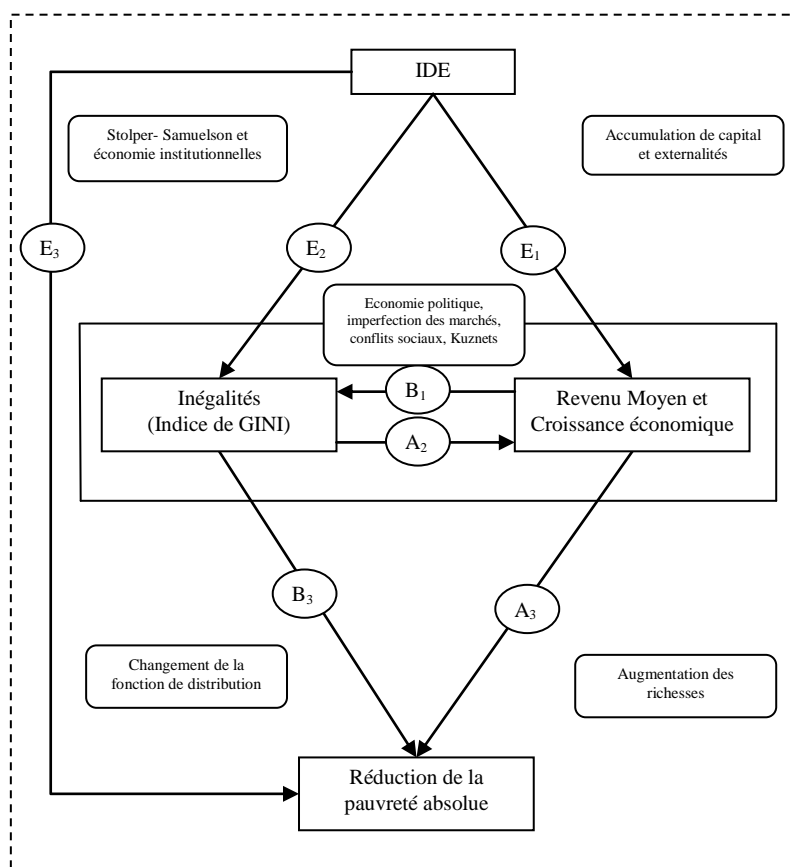 IDE
Stolper- Samuelson et
économie institutionnelles
Accumulation de capital
et externalités
E₃
E₂
E₁
Economie politique,
imperfection des marchés,
conflits sociaux, Kuznets
Inégalités
(Indice de GINI)
B₁
A₂
Revenu Moyen et
Croissance économique
B₃
A₃
Changement de la
fonction de distribution
Augmentation des
richesses
Réduction de la
pauvreté absolue